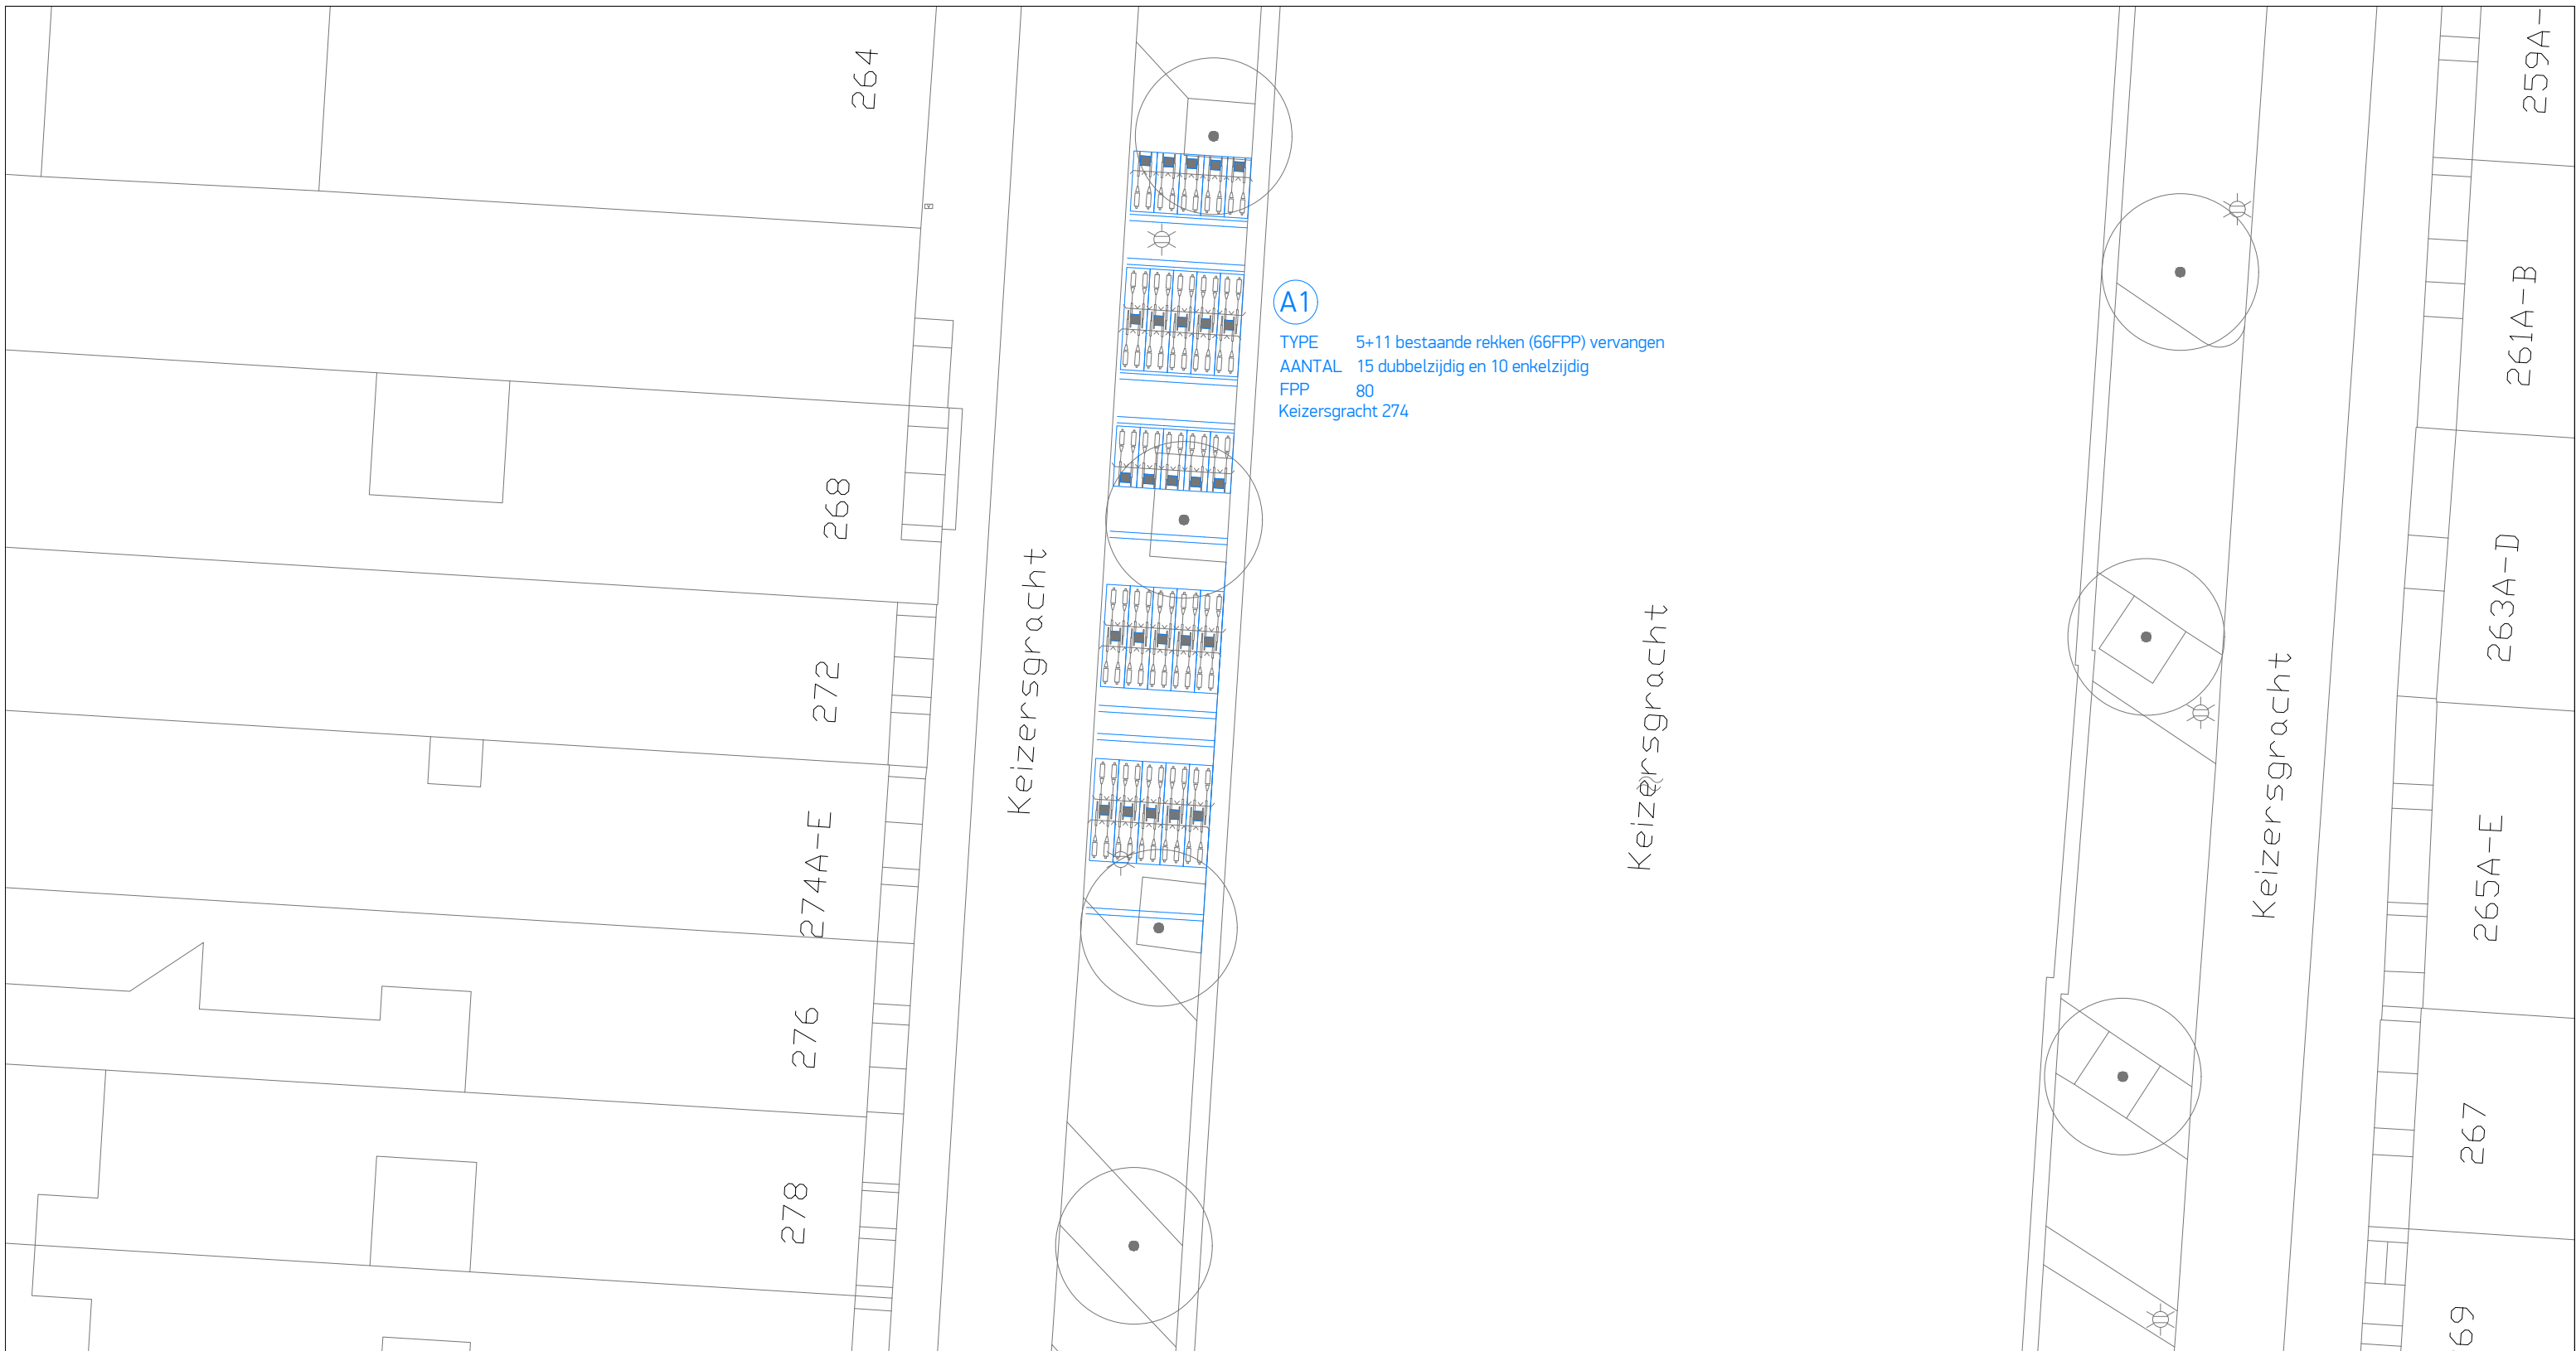 264
268
272
274A-E
276
278
Keizersgracht
A1
TYPE 5+11 bestaande rekken (66FPP) vervangen
AANTAL 15 dubbelzijdig en 10 enkelzijdig
FPP 80
Keizersgracht 274
Keizersgracht
Keizersgracht
259A-
261A-B
263A-D
265A-E
267
69